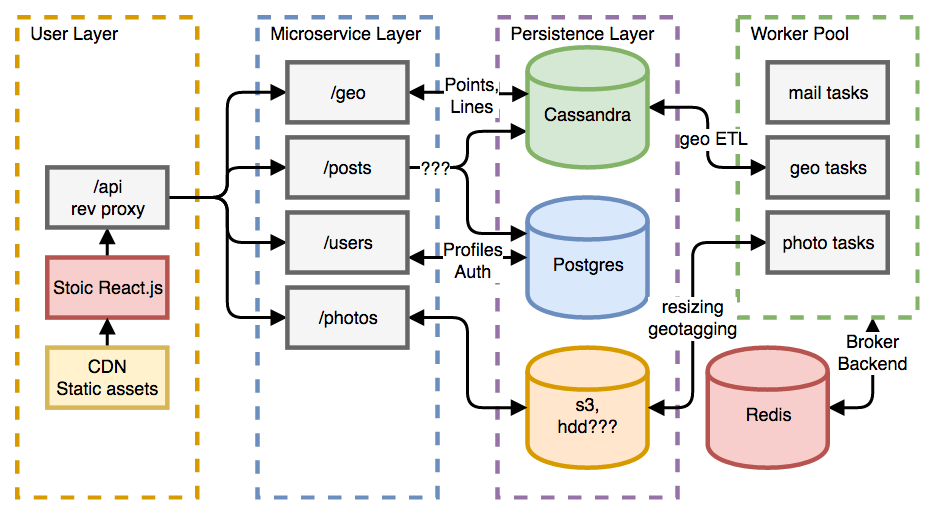 User Layer
/api
rev proxy
Stoic React.js
CDN
Static assets
Microservice Layer
/geo
/posts
/users
/photos
Points,
Lines
???
Profiles
Auth
Persistence Layer
Cassandra
Postgres
s3,
hdd???
geo ETL
resizing
geotagging
Worker Pool
mail tasks
geo tasks
photo tasks
Broker
Backend
Redis